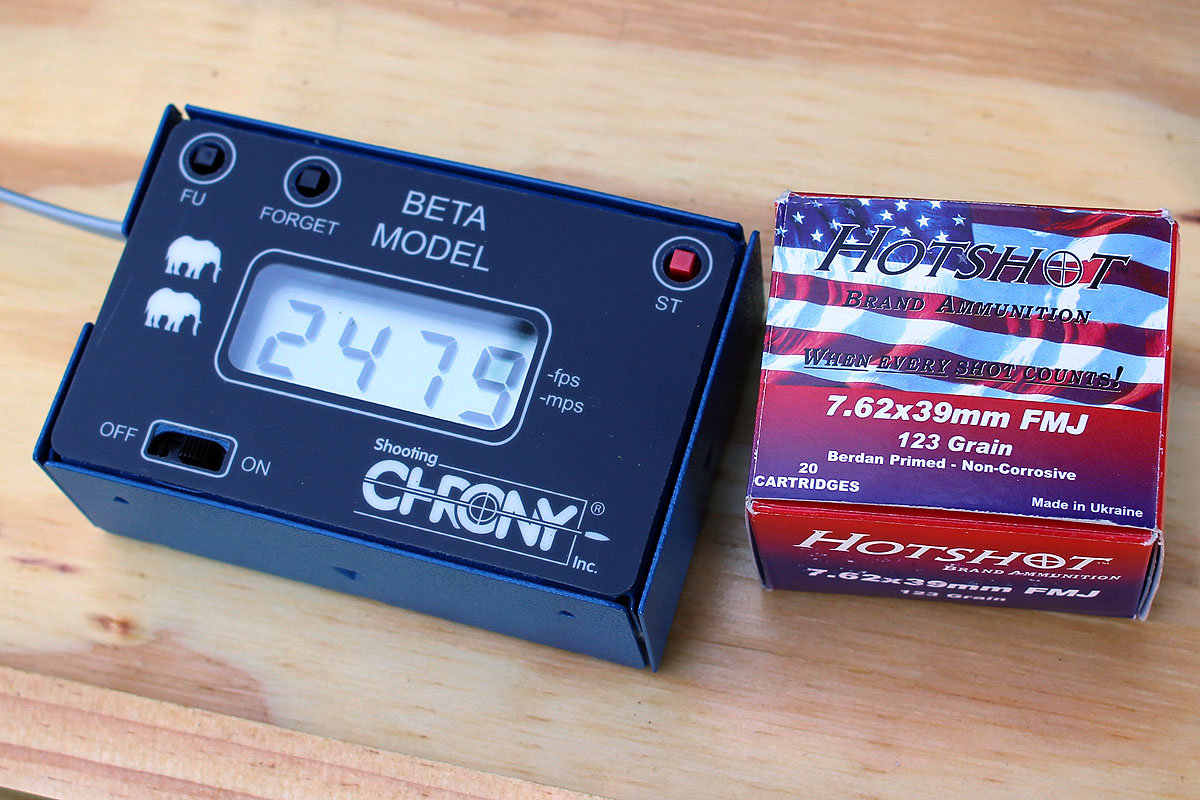 FU
FORGET
BETA
MODEL
ST
2479
-fps
-mps
OFF
ON
Shooting
CHRONY
®
Inc.
HOTSHOT™
BRAND AMMUNITION
WHEN EVERY SHOT COUNTS!
7.62x39mm FMJ
123 Grain
Berdan Primed - Non-Corrosive
20
CARTRIDGES
Made in Ukraine
HOTSHOT™
BRAND AMMUNITION
7.62x39mm FMJ
123 Grain